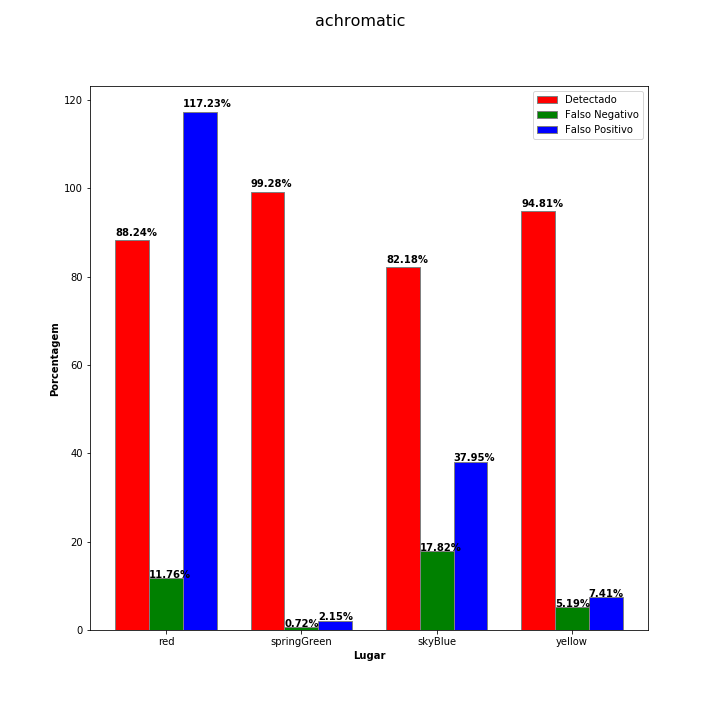 achromatic
Detectado
Falso Negativo
Falso Positivo
120
100
80
60
40
20
0
Porcentagem
88.24%
11.76%
117.23%
99.28%
0.72%
2.15%
82.18%
17.82%
37.95%
94.81%
5.19%
7.41%
red
springGreen
skyBlue
yellow
Lugar